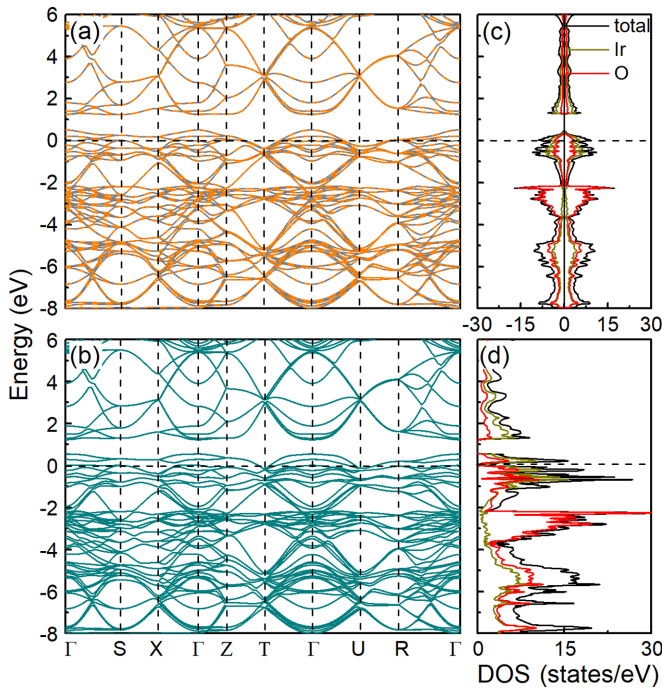 6
4
2
0
-2
-4
-6
-8
(a)
(c)
total
Ir
O
-30 -15 0 15 30
Energy (eV)
6
4
2
0
-2
-4
-6
-8
(b)
(d)
Γ S X Γ Z T Γ U R Γ
0 15 30
DOS (states/eV)